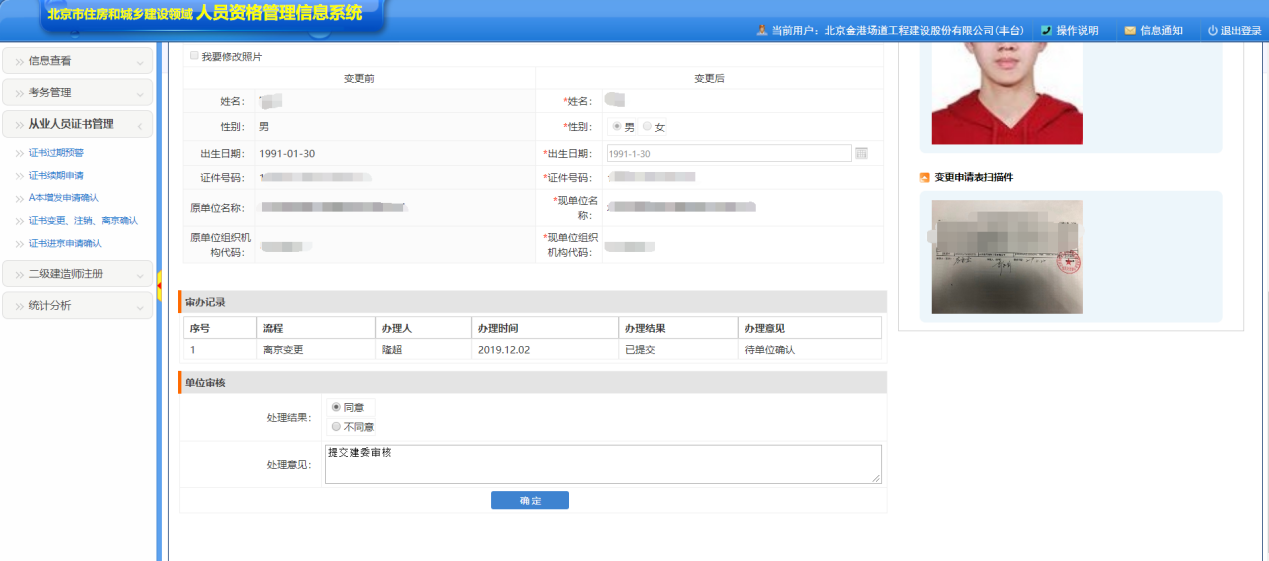 北京市住房和城乡建设领域 人员资格管理信息系统
当前用户：北京金港场道工程建设股份有限公司(丰台) 操作说明 信息通知 退出登录
信息查看
考务管理
从业人员证书管理
证书过期预警
证书续期申请
A本增发申请确认
证书变更、注销、离京确认
证书进京申请确认
二级建造师注册
统计分析
我要修改照片
变更前 变更后
姓名： *姓名：
性别： 男 *性别： 男 女
出生日期： 1991-01-30 *出生日期： 1991-1-30
证件号码： *证件号码：
原单位名称： *现单位名
称：
原单位组织机 *现单位组织
构代码： 机构代码：
审办记录
序号 流程 办理人 办理时间 办理结果 办理意见
1 离京变更 隆超 2019.12.02 已提交 待单位确认
单位审核
处理结果： 同意
不同意
处理意见： 提交建委审核
确 定
变更申请表扫描件